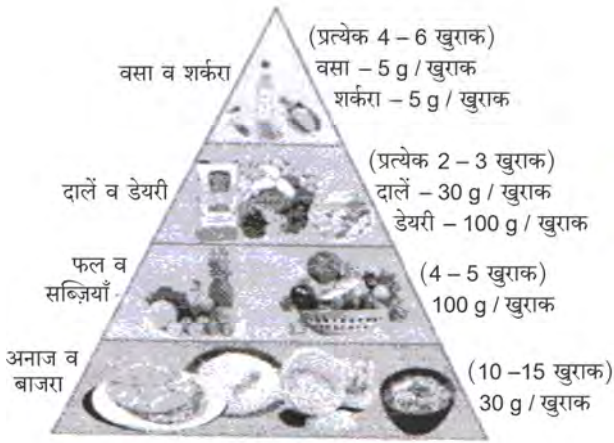 वसा व शर्करा
(प्रत्येक 4 – 6 खुराक)
वसा – 5 g / खुराक
शर्करा – 5 g / खुराक
दालें व डेयरी
(प्रत्येक 2 – 3 खुराक)
दालें – 30 g / खुराक
डेयरी – 100 g / खुराक
फल व
सब्ज़ियाँ
(4 – 5 खुराक)
100 g / खुराक
अनाज व
बाजरा
(10 –15 खुराक)
30 g / खुराक